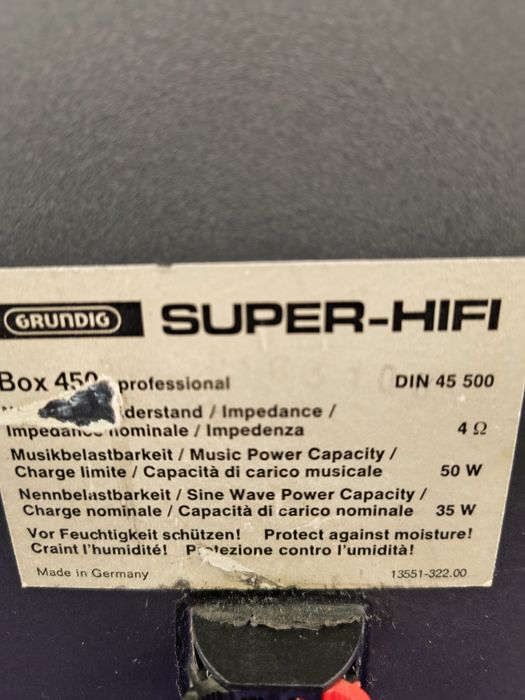 GRUNDIG SUPER-HIFI
Box 450 professional DIN 45 500
derstand / Impedance /
Impedance nominale / Impedenza 4 Ω
Musikbelastbarkeit / Music Power Capacity /
Charge limite / Capacità di carico musicale 50 W
Nennbelastbarkeit / Sine Wave Power Capacity /
Charge nominale / Capacità di carico nominale 35 W
Vor Feuchtigkeit schützen! Protect against moisture!
Craint l'humidité! Protezione contro l'umidità!
Made in Germany 13551-322.00